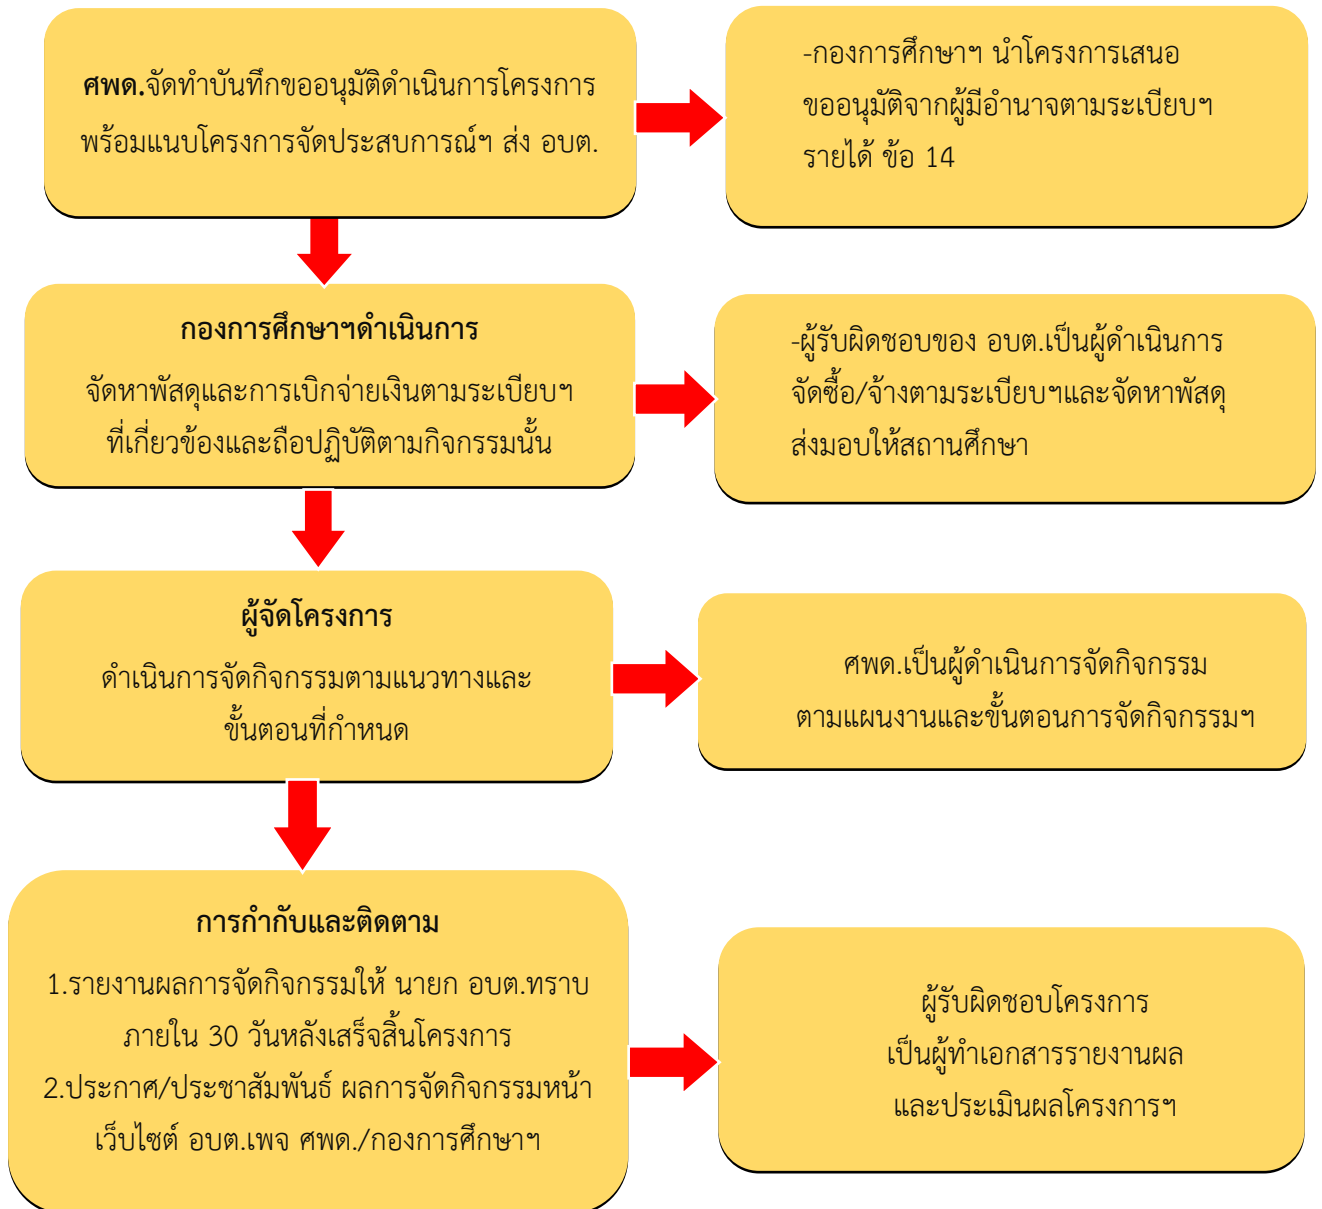 ศพด.จัดทำบันทึกขออนุมัติดำเนินการโครงการ
พร้อมแนบโครงการจัดประสบการณ์ฯ ส่ง อบต.
-กองการศึกษาฯ นำโครงการเสนอ
ขออนุมัติจากผู้มีอำนาจตามระเบียบฯ
รายได้ ข้อ 14
กองการศึกษาฯดำเนินการ
จัดหาพัสดุและการเบิกจ่ายเงินตามระเบียบฯ
ที่เกี่ยวข้องและถือปฏิบัติตามกิจกรรมนั้น
-ผู้รับผิดชอบของ อบต.เป็นผู้ดำเนินการ
จัดซื้อ/จ้างตามระเบียบฯและจัดหาพัสดุ
ส่งมอบให้สถานศึกษา
ผู้จัดโครงการ
ดำเนินการจัดกิจกรรมตามแนวทางและ
ขั้นตอนที่กำหนด
ศพด.เป็นผู้ดำเนินการจัดกิจกรรม
ตามแผนงานและขั้นตอนการจัดกิจกรรมฯ
การกำกับและติดตาม
1.รายงานผลการจัดกิจกรรมให้ นายก อบต.ทราบ
ภายใน 30 วันหลังเสร็จสิ้นโครงการ
2.ประกาศ/ประชาสัมพันธ์ ผลการจัดกิจกรรมหน้า
เว็บไซต์ อบต.เพจ ศพด./กองการศึกษาฯ
ผู้รับผิดชอบโครงการ
เป็นผู้ทำเอกสารรายงานผล
และประเมินผลโครงการฯ